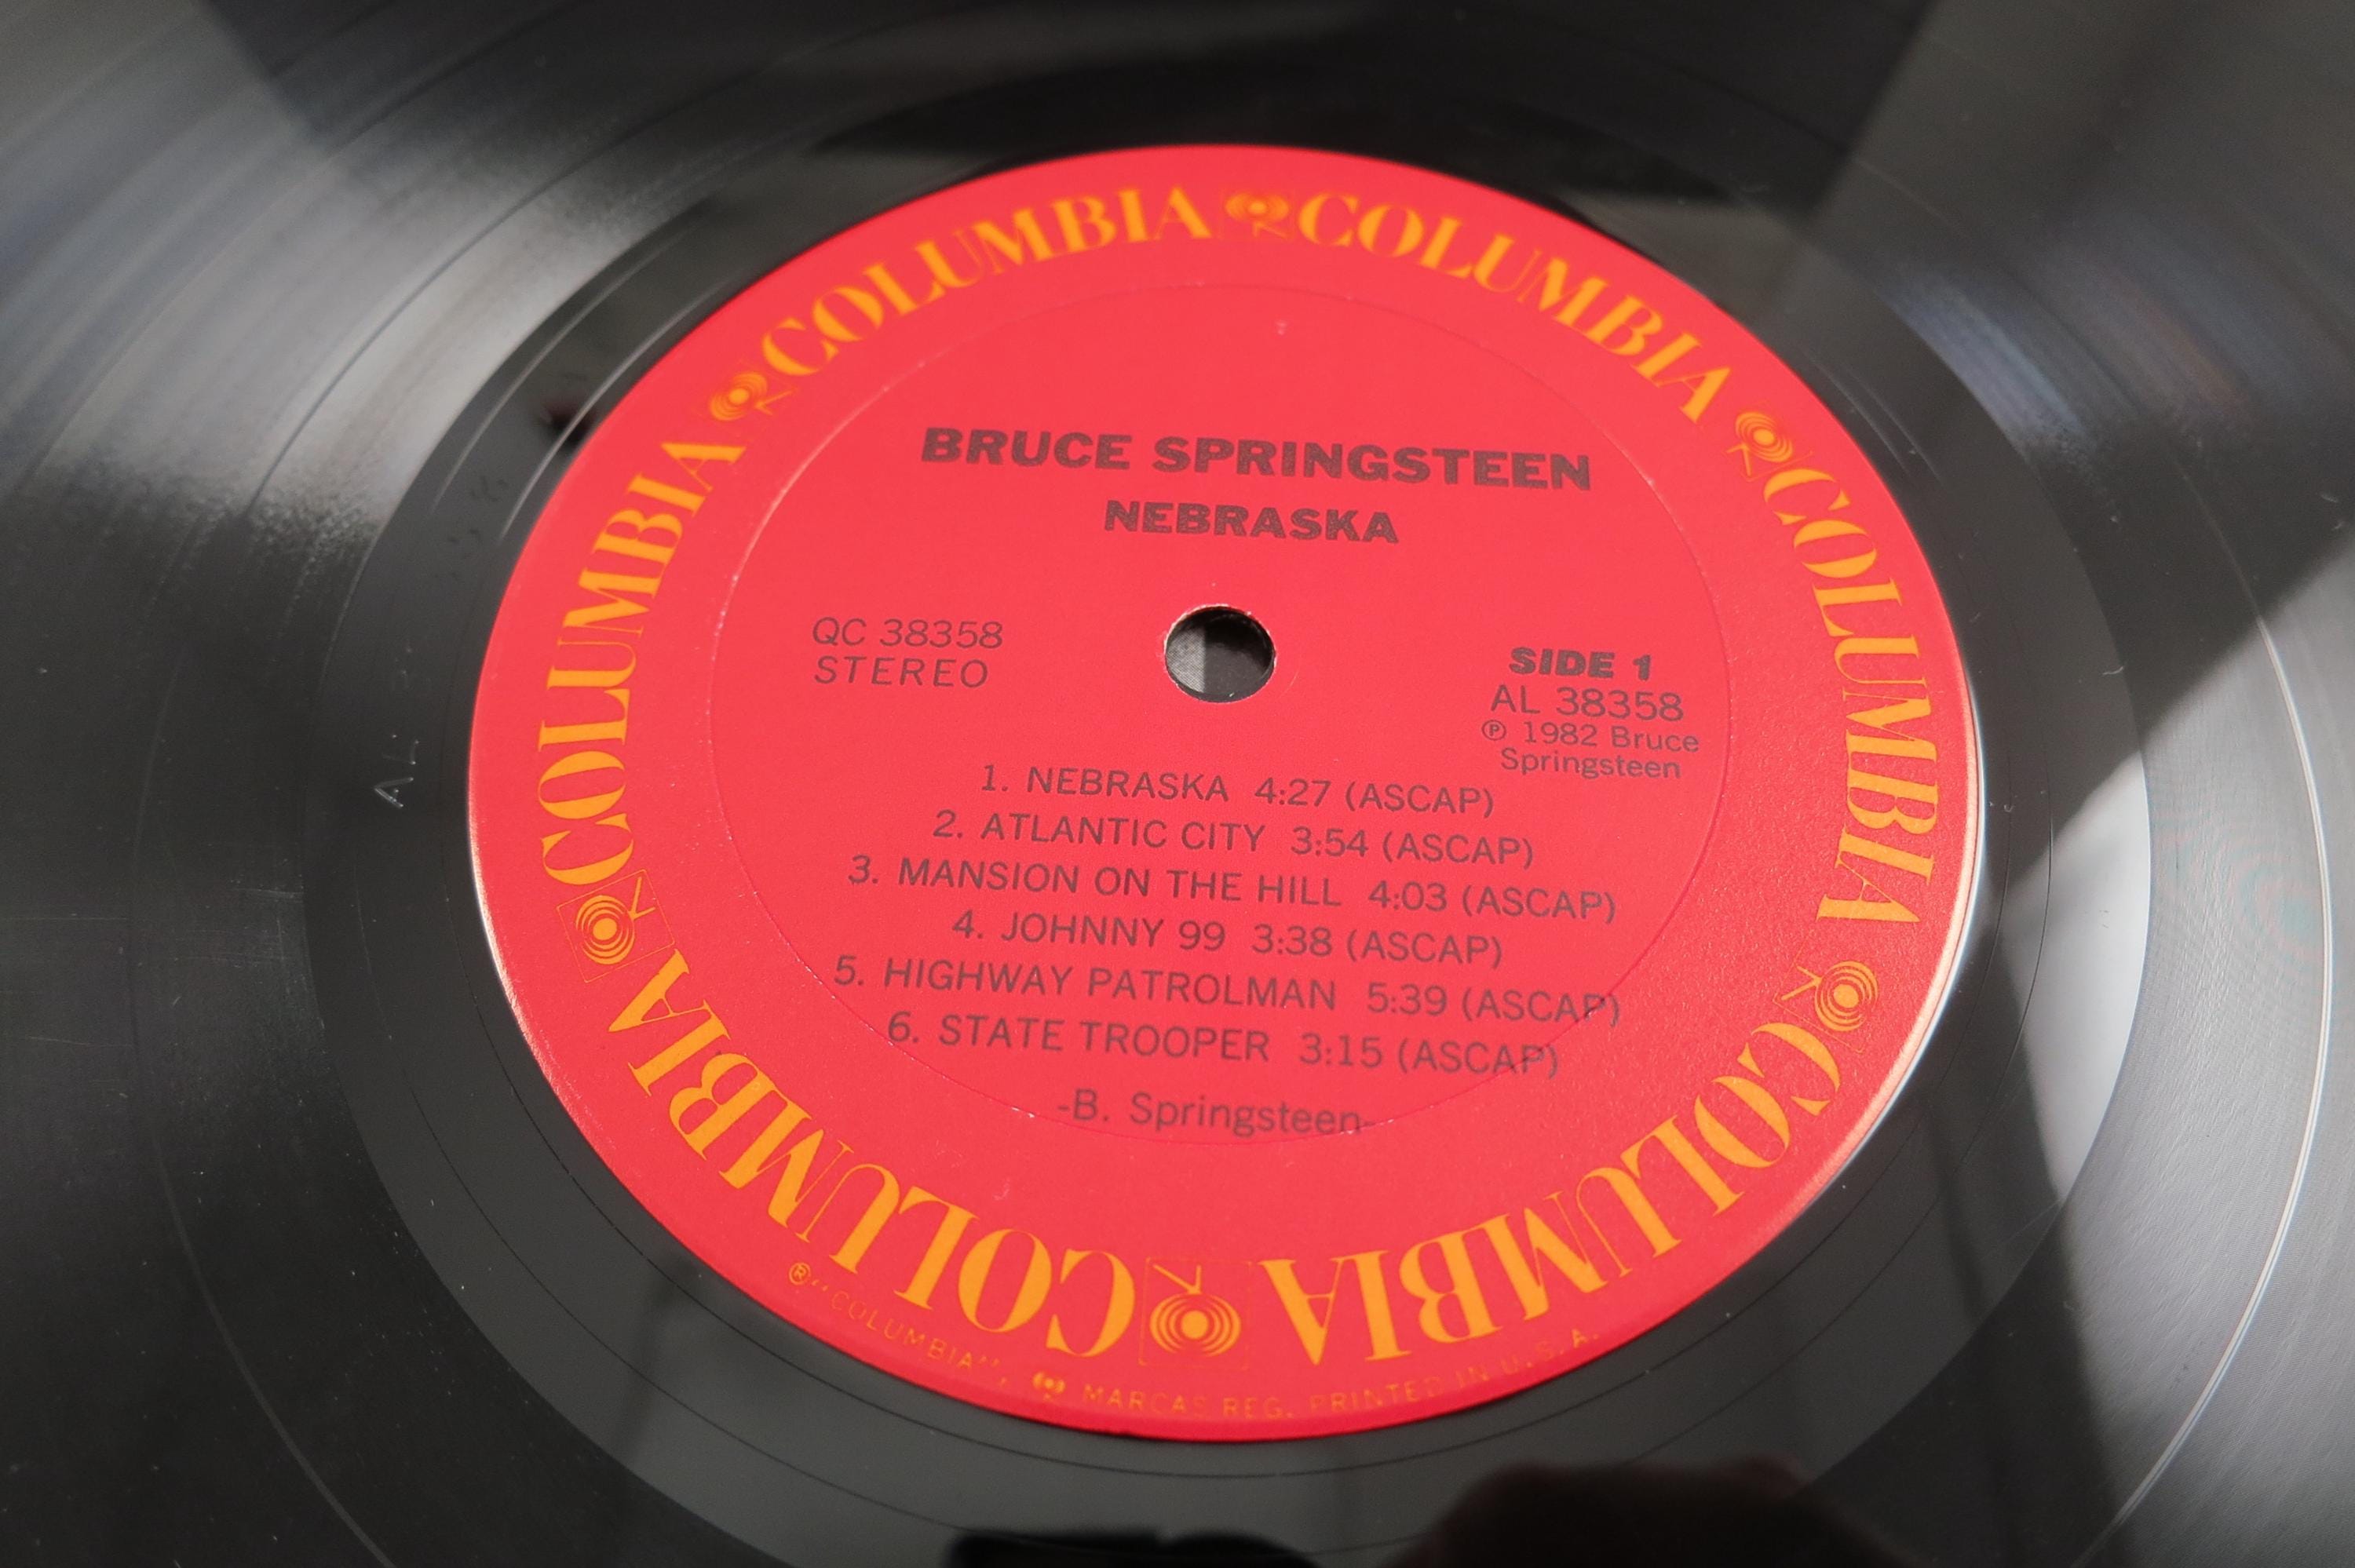 COLUMBIA COLUMBIA COLUMBIA COLUMBIA COLUMBIA COLUMBIA
BRUCE SPRINGSTEEN
NEBRASKA
QC 38358
STEREO
SIDE 1
AL 38358
℗ 1982 Bruce
Springsteen
1. NEBRASKA 4:27 (ASCAP)
2. ATLANTIC CITY 3:54 (ASCAP)
3. MANSION ON THE HILL 4:03 (ASCAP)
4. JOHNNY 99 3:38 (ASCAP)
5. HIGHWAY PATROLMAN 5:39 (ASCAP)
6. STATE TROOPER 3:15 (ASCAP)
-B. Springsteen-
® "COLUMBIA", MARCAS REG. PRINTED IN U.S.A.
AL